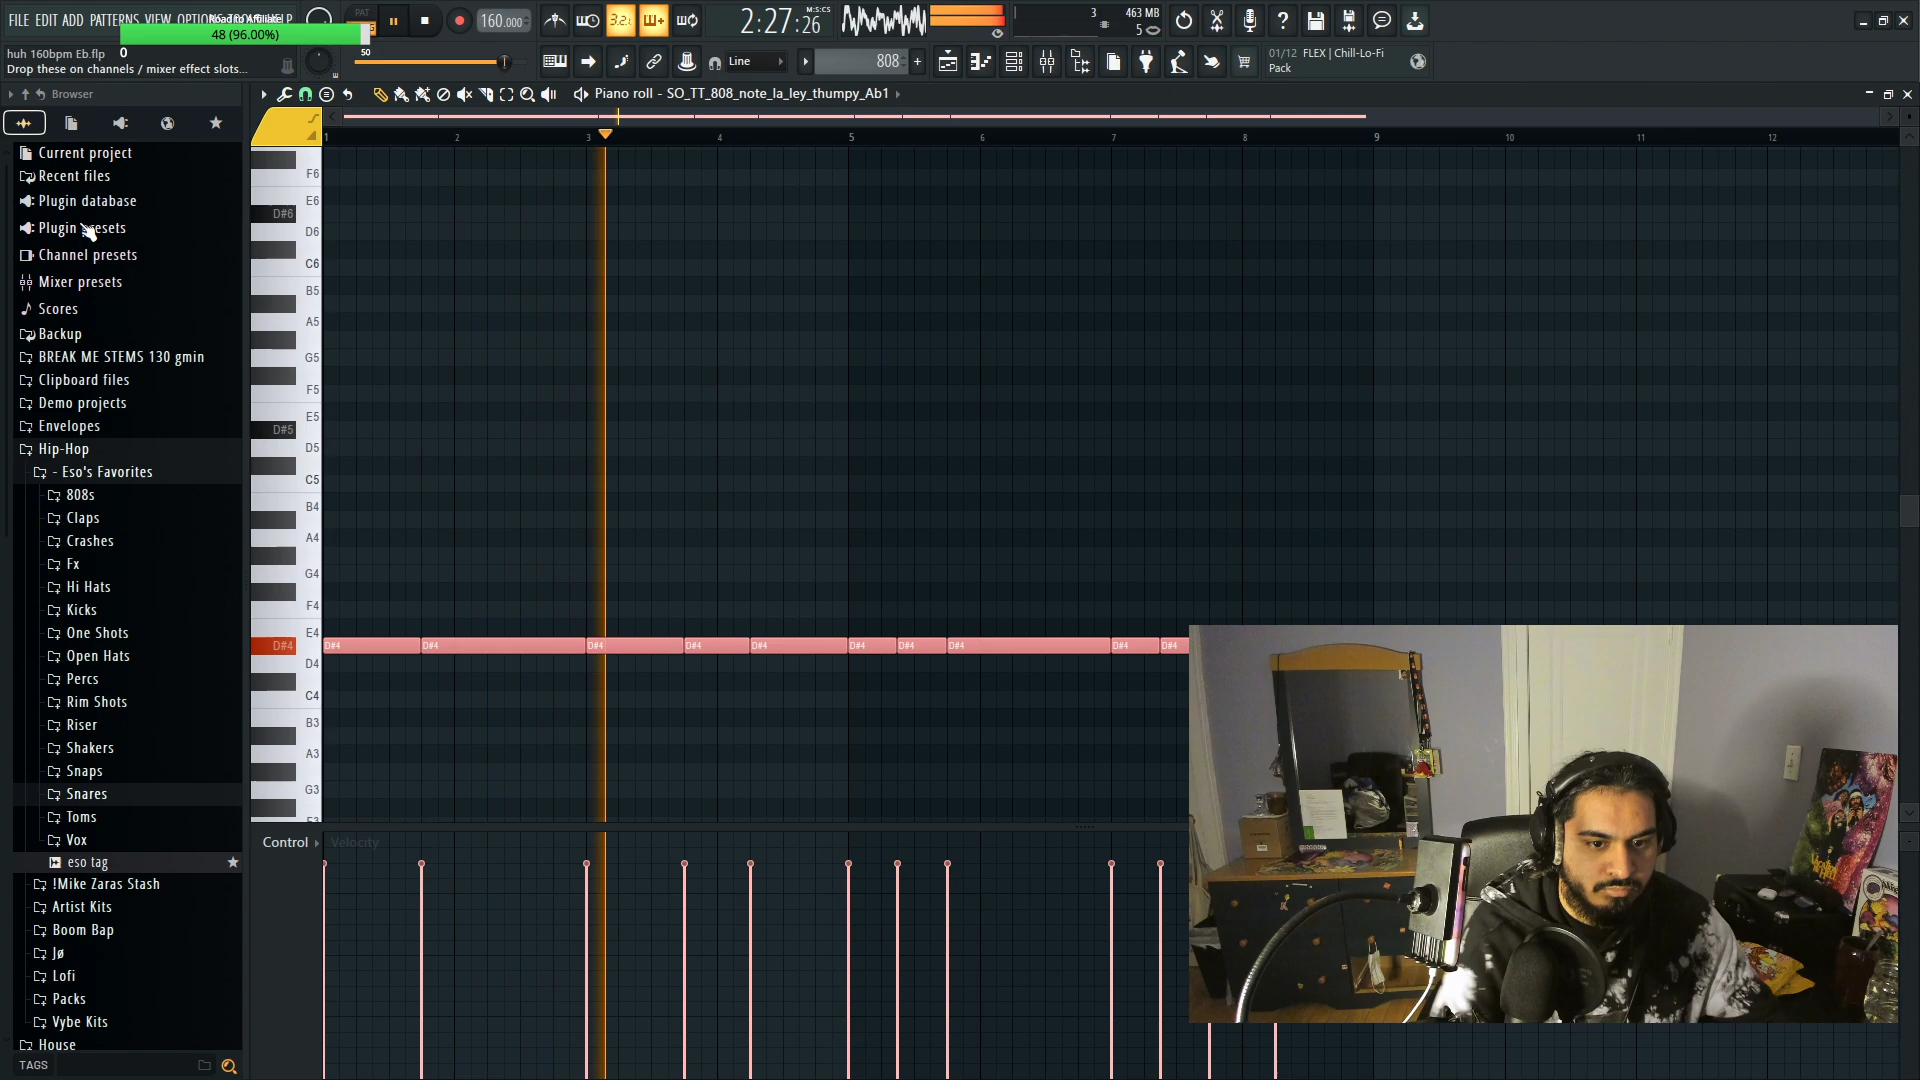 FILE EDIT ADD PATTERNS VIEW OPTIO
Road to Affiliate!
48 (96.00%)
0
50
huh 160bpm Eb.flp
Drop these on channels / mixer effect slots...
PAT
160.000
3.2.
2:27:26
M:S:CS
3
463 MB
5
Line
808
01/12 FLEX | Chill-Lo-Fi
Pack
Browser
Piano roll - SO_TT_808_note_la_ley_thumpy_Ab1
1 2 3 4 5 6 7 8 9 10 11 12
Current project
Recent files
Plugin database
Plugin presets
Channel presets
Mixer presets
Scores
Backup
BREAK ME STEMS 130 gmin
Clipboard files
Demo projects
Envelopes
Hip-Hop
- Eso's Favorites
808s
Claps
Crashes
Fx
Hi Hats
Kicks
One Shots
Open Hats
Percs
Rim Shots
Riser
Shakers
Snaps
Snares
Toms
Vox
eso tag
!Mike Zaras Stash
Artist Kits
Boom Bap
Jø
Lofi
Packs
Vybe Kits
House
TAGS
F6
E6
D#6
D6
C6
B5
A5
G5
F5
E5
D#5
D5
C5
B4
A4
G4
F4
E4
D#4
D4
C4
B3
A3
G3
D#4 D#4 D#4 D#4 D#4 D#4 D#4 D#4 D#4 D#4
Control
Velocity